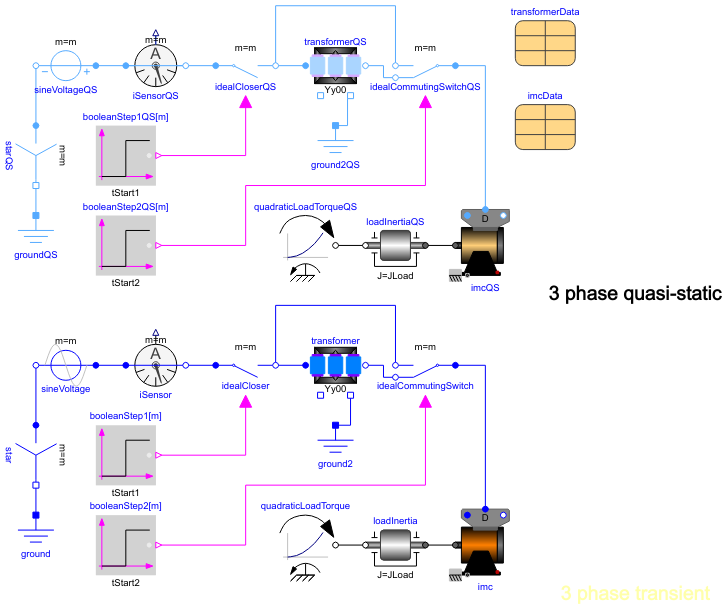 transformerData
m=m
m=m
m=m
transformerQS
m=m
A
sineVoltageQS
- +
iSensorQS
idealCloserQS
Yy00
idealCommutingSwitchQS
imcData
booleanStep1QS[m]
starQS
m=m
ground2QS
tStart1
booleanStep2QS[m]
quadraticLoadTorqueQS
loadInertiaQS
D
groundQS
tStart2
J=JLoad
imcQS
3 phase quasi-static
m=m
m=m
m=m
transformer
m=m
A
sineVoltage
iSensor
idealCloser
Yy00
idealCommutingSwitch
booleanStep1[m]
star
m=m
ground2
tStart1
booleanStep2[m]
quadraticLoadTorque
loadInertia
D
ground
tStart2
J=JLoad
imc
3 phase transient